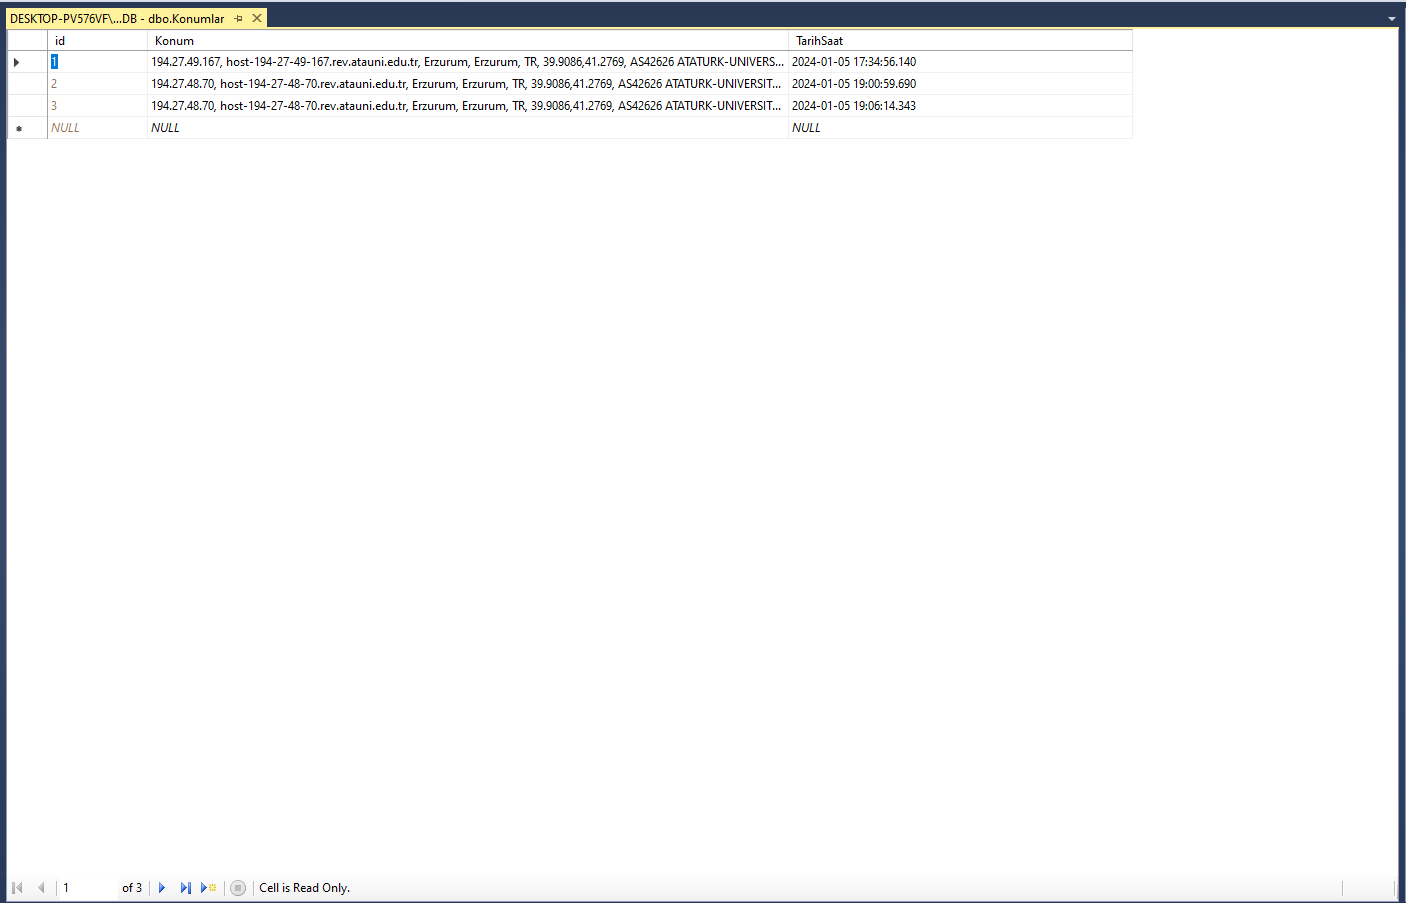 DESKTOP-PV576VF\...DB - dbo.Konumlar
id Konum TarihSaat
1 194.27.49.167, host-194-27-49-167.rev.atauni.edu.tr, Erzurum, Erzurum, TR, 39.9086,41.2769, AS42626 ATATURK-UNIVERS... 2024-01-05 17:34:56.140
2 194.27.48.70, host-194-27-48-70.rev.atauni.edu.tr, Erzurum, Erzurum, TR, 39.9086,41.2769, AS42626 ATATURK-UNIVERSIT... 2024-01-05 19:00:59.690
3 194.27.48.70, host-194-27-48-70.rev.atauni.edu.tr, Erzurum, Erzurum, TR, 39.9086,41.2769, AS42626 ATATURK-UNIVERSIT... 2024-01-05 19:06:14.343
NULL NULL NULL
1 of 3 Cell is Read Only.